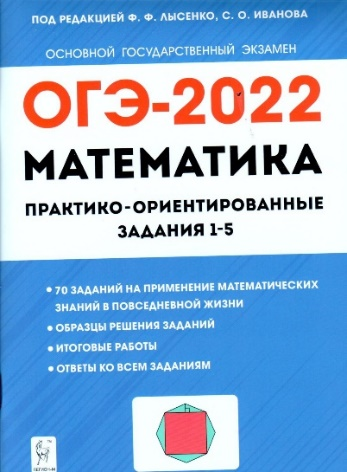 ПОД РЕДАКЦИЕЙ Ф. Ф. ЛЫСЕНКО, С. О. ИВАНОВА
ОСНОВНОЙ ГОСУДАРСТВЕННЫЙ ЭКЗАМЕН
ОГЭ-2022
МАТЕМАТИКА
ПРАКТИКО-ОРИЕНТИРОВАННЫЕ
ЗАДАНИЯ 1-5
• 70 ЗАДАНИЙ НА ПРИМЕНЕНИЕ МАТЕМАТИЧЕСКИХ
ЗНАНИЙ В ПОВСЕДНЕВНОЙ ЖИЗНИ
• ОБРАЗЦЫ РЕШЕНИЯ ЗАДАНИЙ
• ИТОГОВЫЕ РАБОТЫ
• ОТВЕТЫ КО ВСЕМ ЗАДАНИЯМ